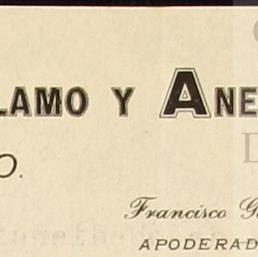 LAMO Y ANE
O.
Francisco G
APODERAD